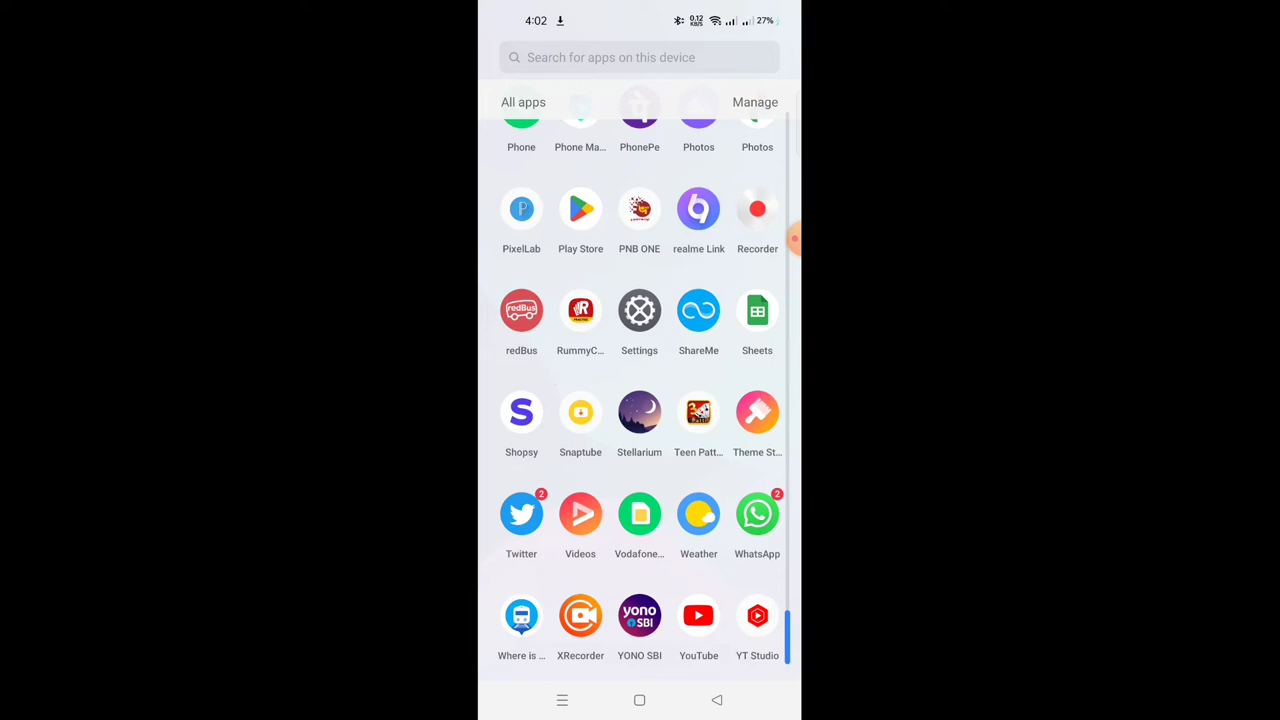 4:02 0.12 KB/S 27%
Search for apps on this device
All apps Manage
Phone Phone Ma... PhonePe Photos Photos
PixelLab Play Store PNB ONE realme Link Recorder
redBus
redBus RummyC... Settings ShareMe Sheets
Shopsy Snaptube Stellarium Teen Patt... Theme St...
2 2
Twitter Videos Vodafone... Weather WhatsApp
yono
SBI
Where is ... XRecorder YONO SBI YouTube YT Studio